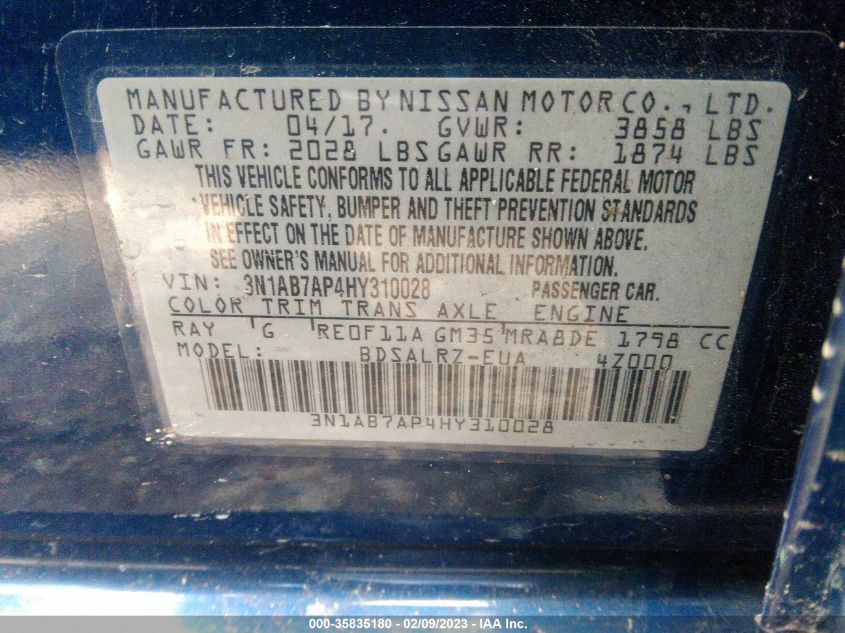 MANUFACTURED BY NISSAN MOTOR CO., LTD.
DATE: 04/17. GVWR: 3858 LBS
GAWR FR: 2028 LBS GAWR RR: 1874 LBS
THIS VEHICLE CONFORMS TO ALL APPLICABLE FEDERAL MOTOR
VEHICLE SAFETY, BUMPER AND THEFT PREVENTION STANDARDS
IN EFFECT ON THE DATE OF MANUFACTURE SHOWN ABOVE.
SEE OWNER'S MANUAL FOR ADDITIONAL INFORMATION.
VIN: 3N1AB7AP4HY310028 PASSENGER CAR.
COLOR TRIM TRANS AXLE ENGINE
RAY G RE0F11A GM35 MRA8DE 1798 CC
MODEL: BDSALRZ-EUA 4Z000
3N1AB7AP4HY310028
000-35835180 - 02/09/2023 - IAA Inc.